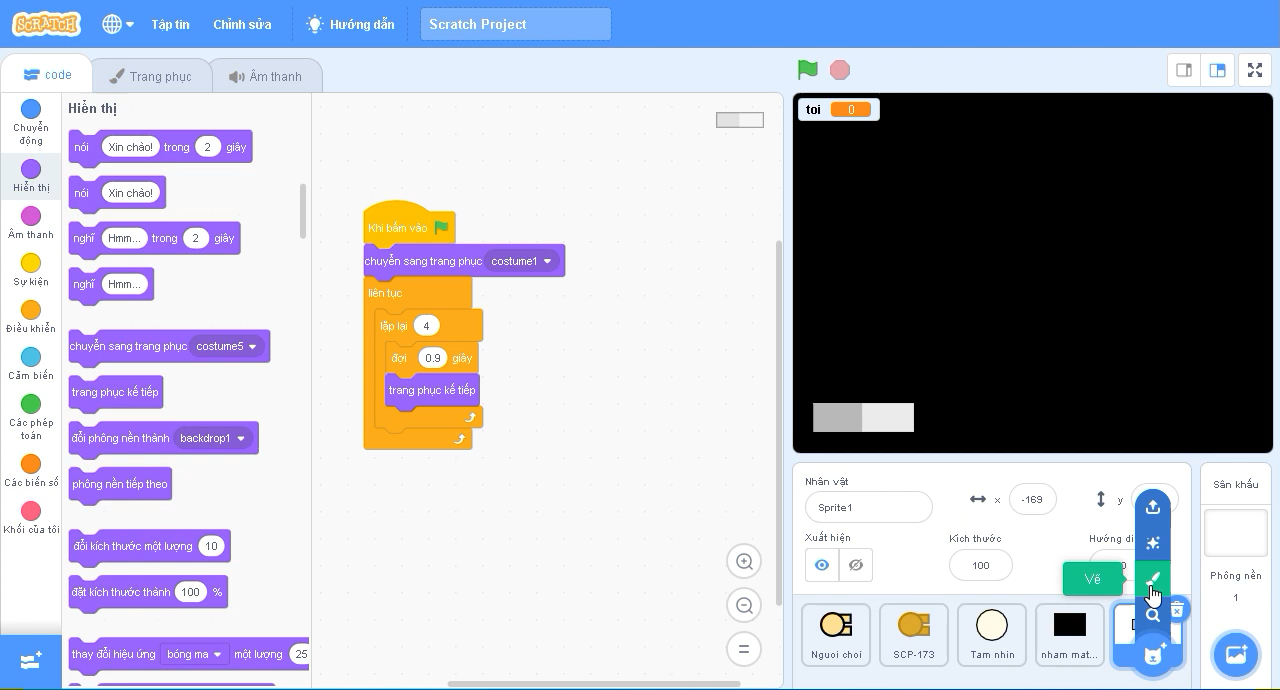 SCRATCH Tập tin Chỉnh sửa Hướng dẫn Scratch Project
code Trang phục Âm thanh
Chuyển động
Hiển thị
Âm thanh
Sự kiện
Điều khiển
Cảm biến
Các phép toán
Các biến số
Khối của tôi
Hiển thị
nói Xin chào! trong 2 giây
nói Xin chào!
nghĩ Hmm... trong 2 giây
nghĩ Hmm...
chuyển sang trang phục costume5
trang phục kế tiếp
đổi phông nền thành backdrop1
phông nền tiếp theo
đổi kích thước một lượng 10
đặt kích thước thành 100 %
thay đổi hiệu ứng bóng ma một lượng 25
Khi bấm vào
chuyển sang trang phục costume1
liên tục
lặp lại 4
đợi 0.9 giây
trang phục kế tiếp
toi 0
Nhân vật
Sprite1
x -169
y
Xuất hiện
Kích thước
100
Hướng di
Vẽ
Nguoi choi
SCP-173
Tam nhin
nham mat...
Sân khấu
Phông nền
1